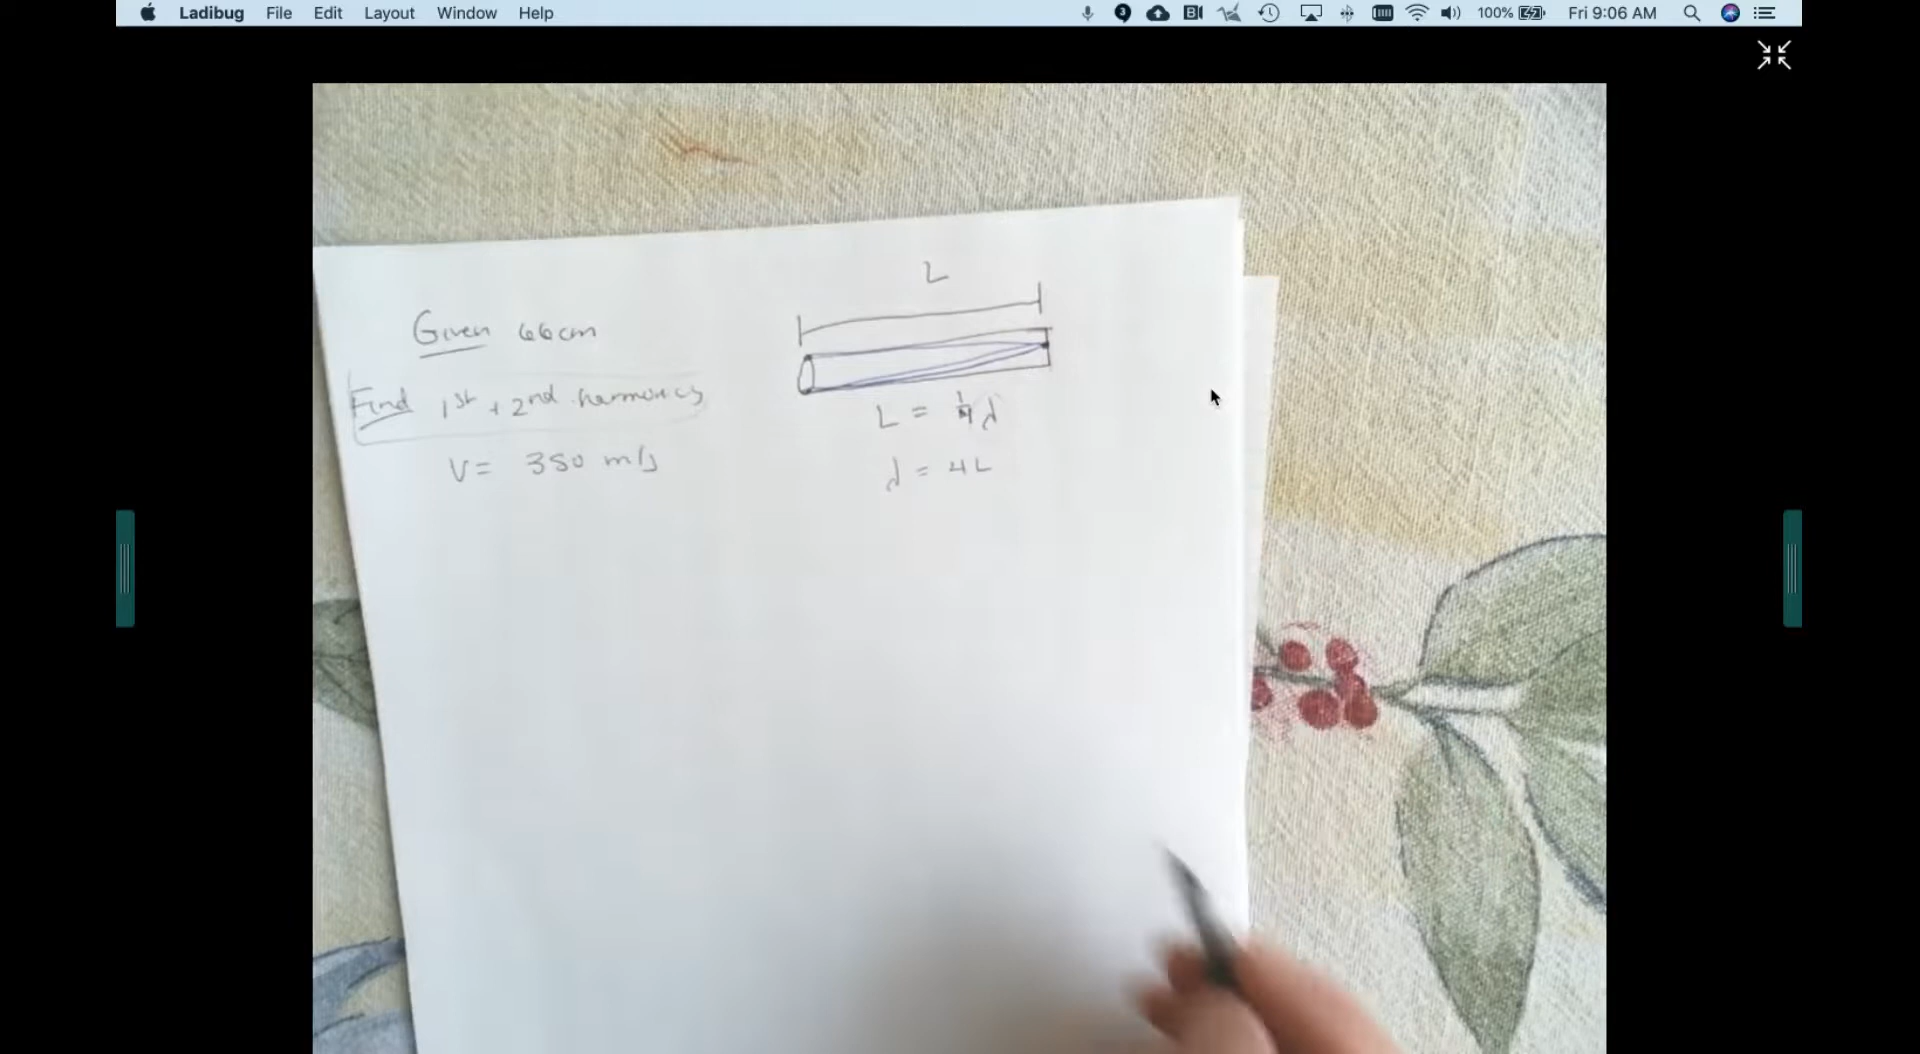 Ladibug File Edit Layout Window Help 3 100% Fri 9:06 AM
Given 66cm
Find 1st + 2nd harmonics
V = 350 m/s
L
L = 1/4 λ
λ = 4L